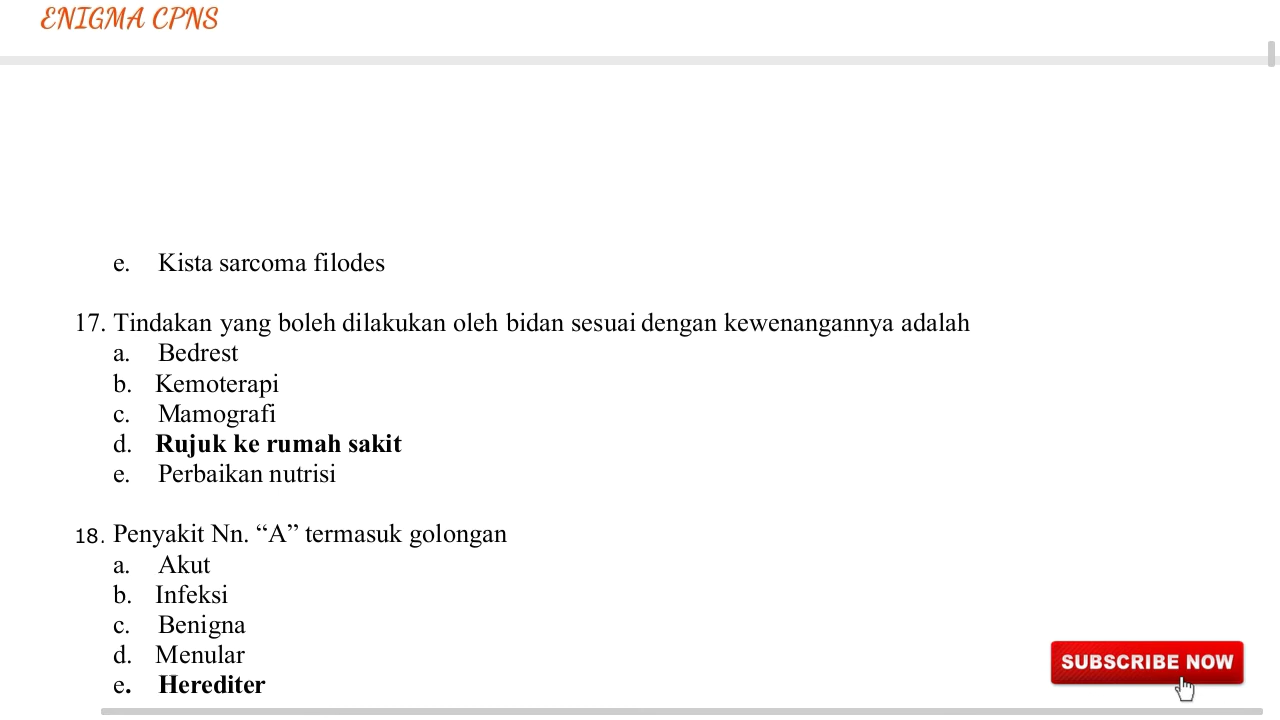 ENIGMA CPNS
e. Kista sarcoma filodes
17. Tindakan yang boleh dilakukan oleh bidan sesuai dengan kewenangannya adalah
a. Bedrest
b. Kemoterapi
c. Mamografi
d. Rujuk ke rumah sakit
e. Perbaikan nutrisi
18. Penyakit Nn. “A” termasuk golongan
a. Akut
b. Infeksi
c. Benigna
d. Menular
e. Herediter
SUBSCRIBE NOW